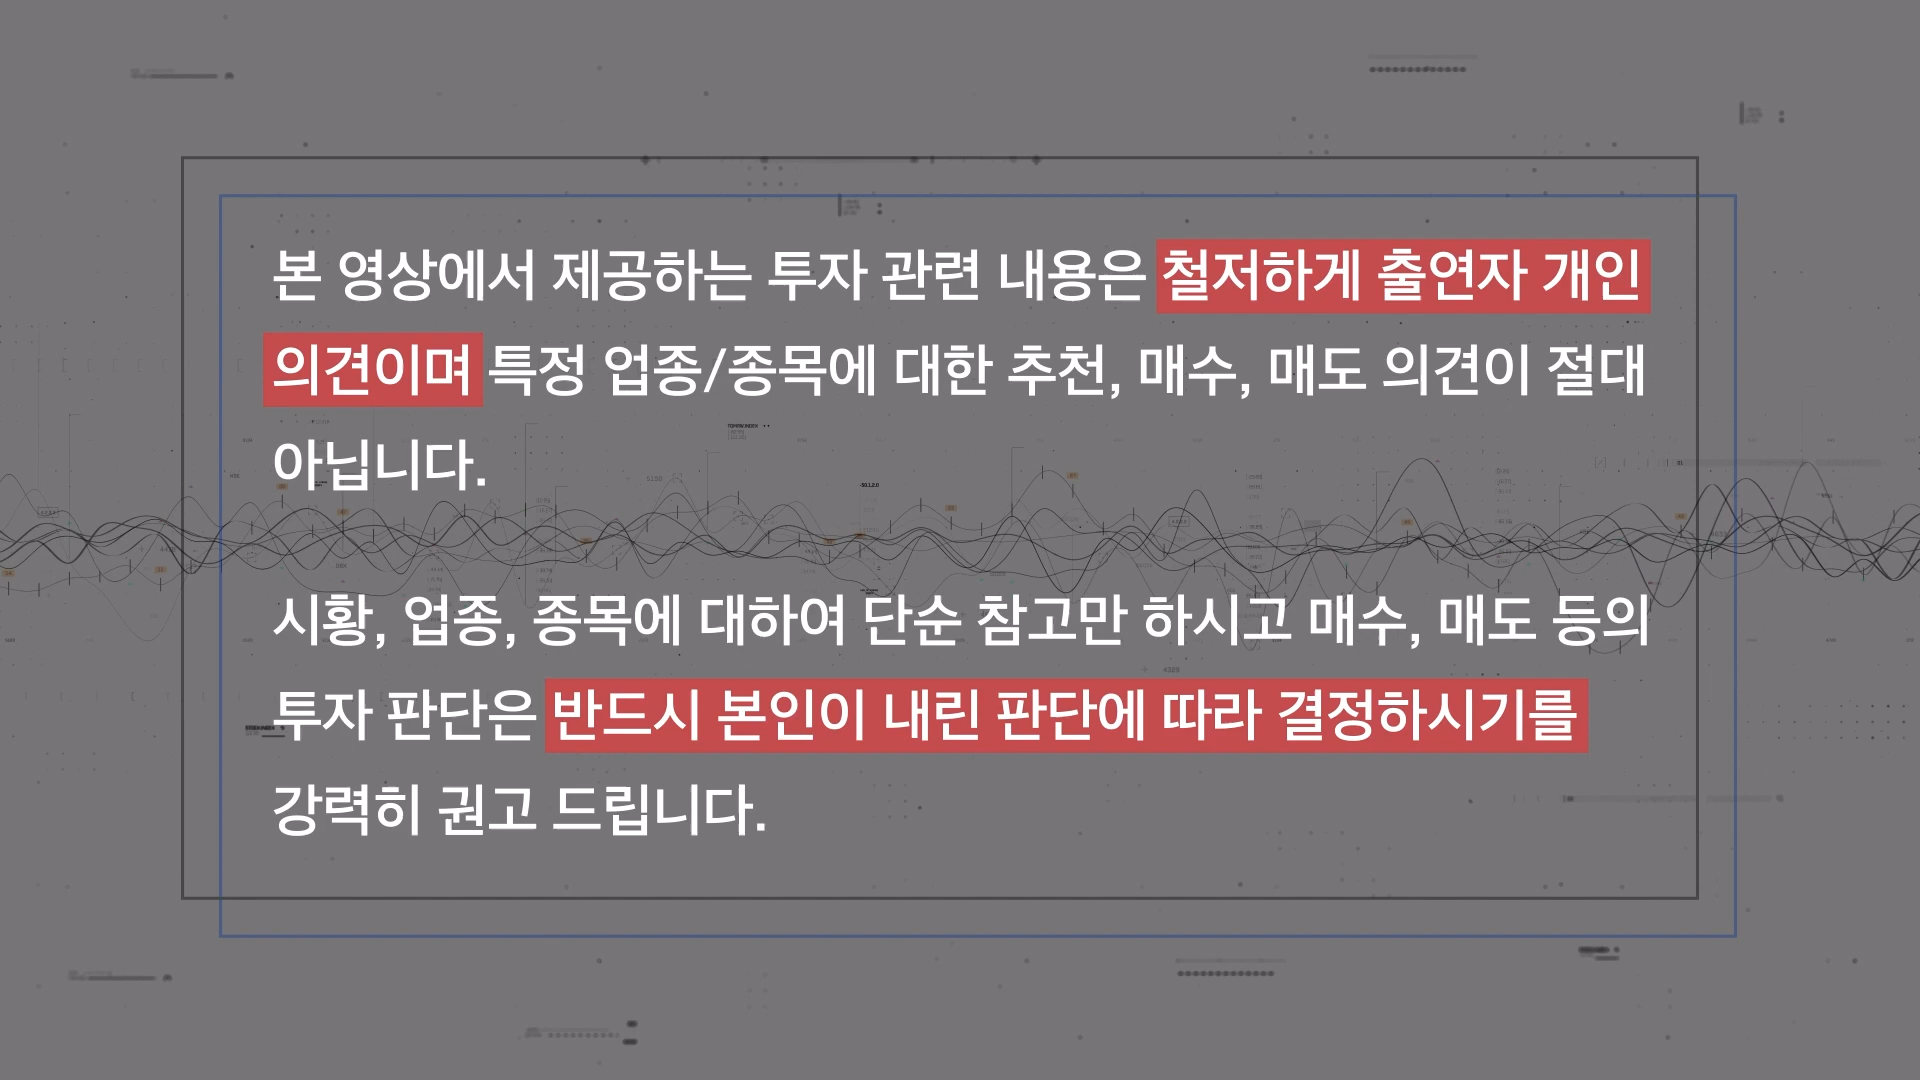 본 영상에서 제공하는 투자 관련 내용은 철저하게 출연자 개인
의견이며 특정 업종/종목에 대한 추천, 매수, 매도 의견이 절대
아닙니다.
시황, 업종, 종목에 대하여 단순 참고만 하시고 매수, 매도 등의
투자 판단은 반드시 본인이 내린 판단에 따라 결정하시기를
강력히 권고 드립니다.